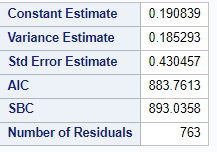 Constant Estimate 0.190839
Variance Estimate 0.185293
Std Error Estimate 0.430457
AIC 883.7613
SBC 893.0358
Number of Residuals 763